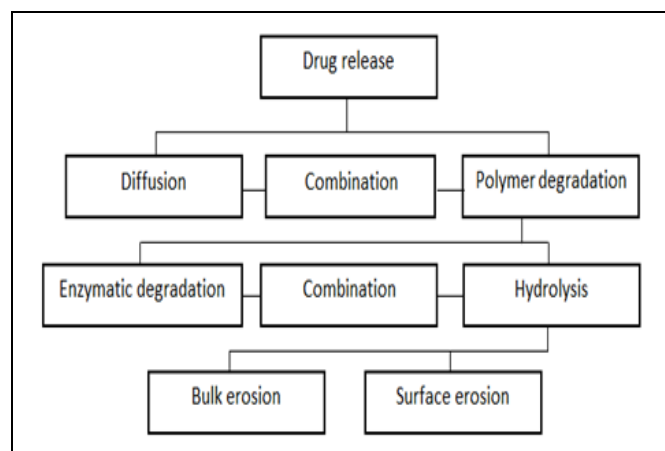 Drug release
Diffusion
Combination
Polymer degradation
Enzymatic degradation
Combination
Hydrolysis
Bulk erosion
Surface erosion